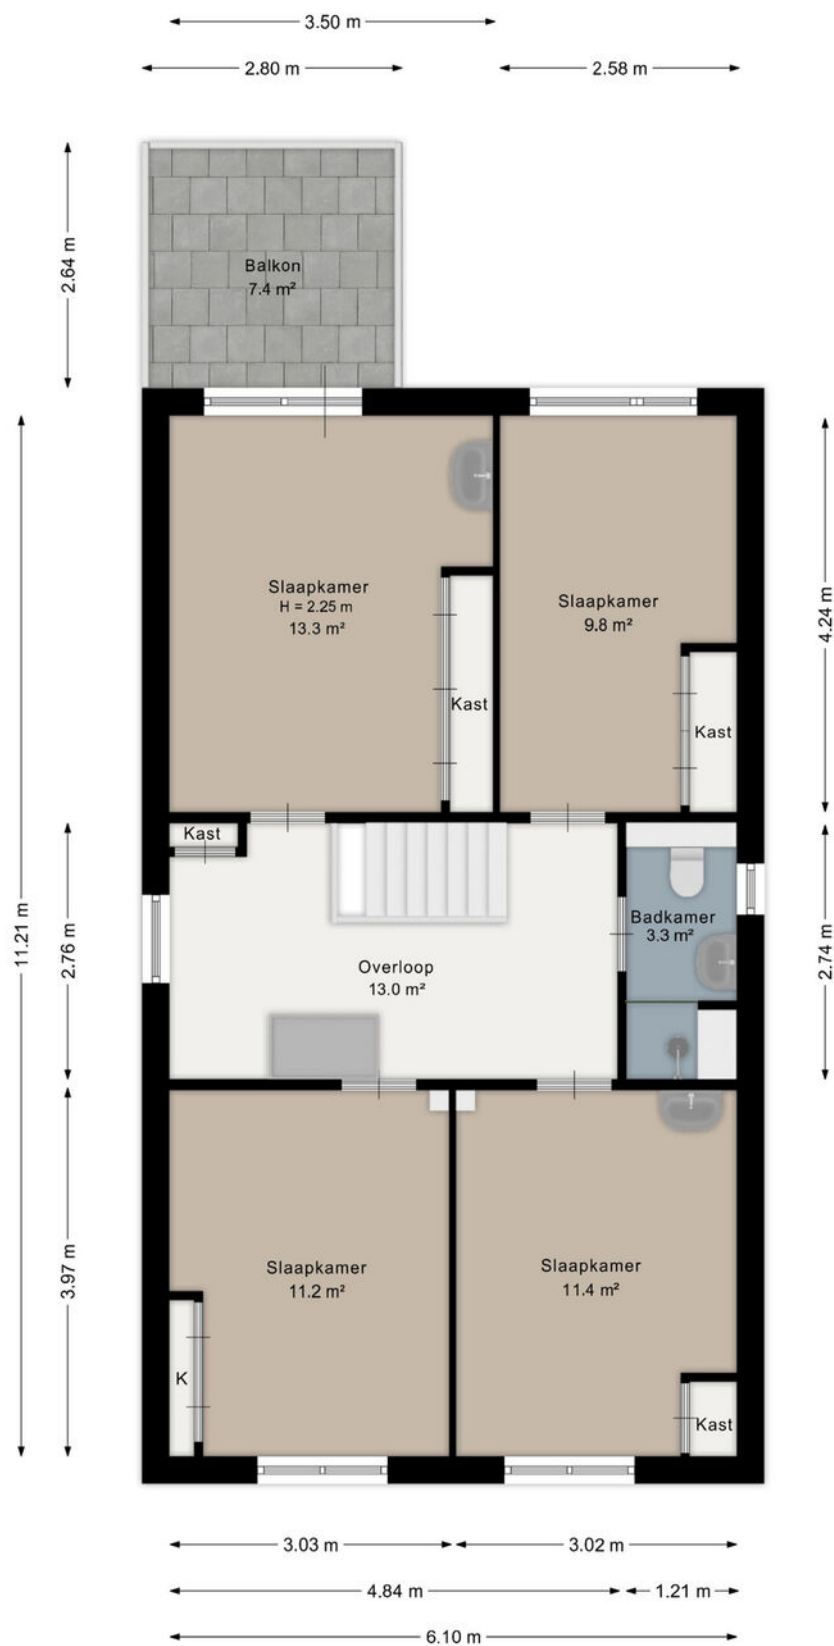 3.50 m
2.80 m
2.58 m
2.64 m
Balkon
7.4 m²
11.21 m
4.24 m
Slaapkamer
H = 2.25 m
13.3 m²
Slaapkamer
9.8 m²
Kast
Kast
Kast
2.76 m
2.74 m
Badkamer
3.3 m²
Overloop
13.0 m²
3.97 m
Slaapkamer
11.2 m²
Slaapkamer
11.4 m²
K
Kast
3.03 m
3.02 m
4.84 m
1.21 m
6.10 m